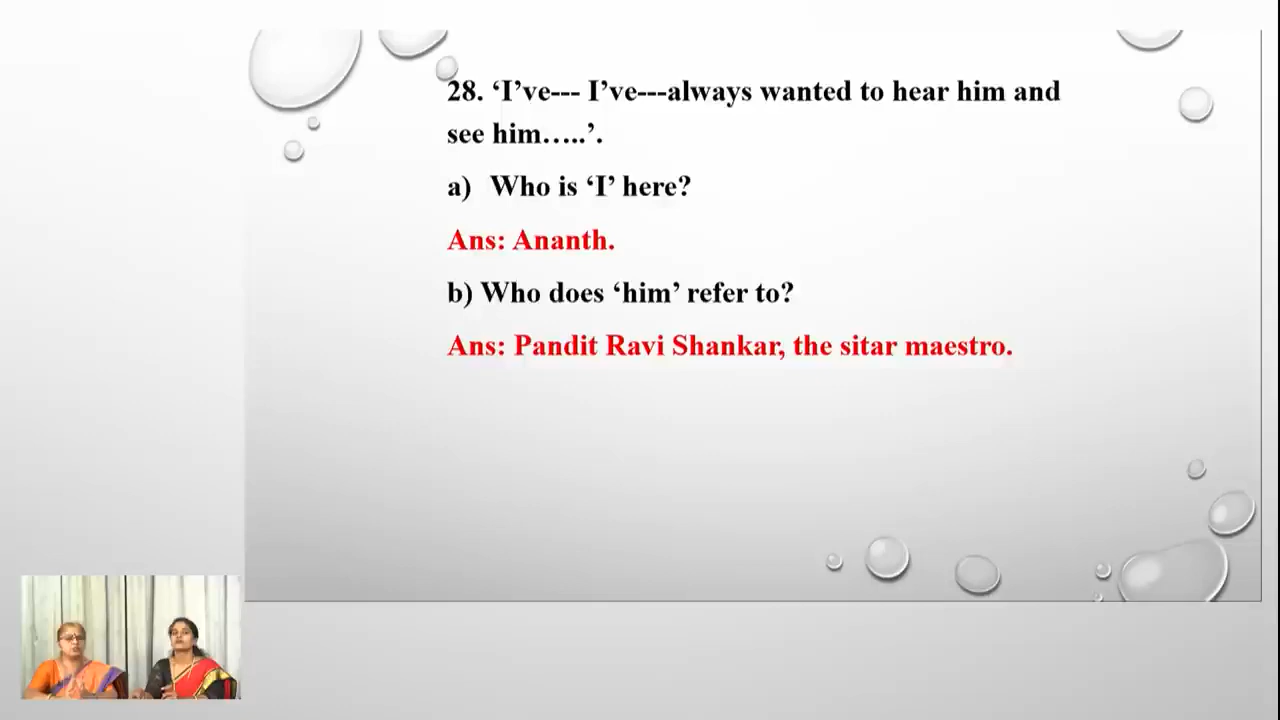 28. ‘I’ve--- I’ve---always wanted to hear him and
see him…..’.
a) Who is ‘I’ here?
Ans: Ananth.
b) Who does ‘him’ refer to?
Ans: Pandit Ravi Shankar, the sitar maestro.